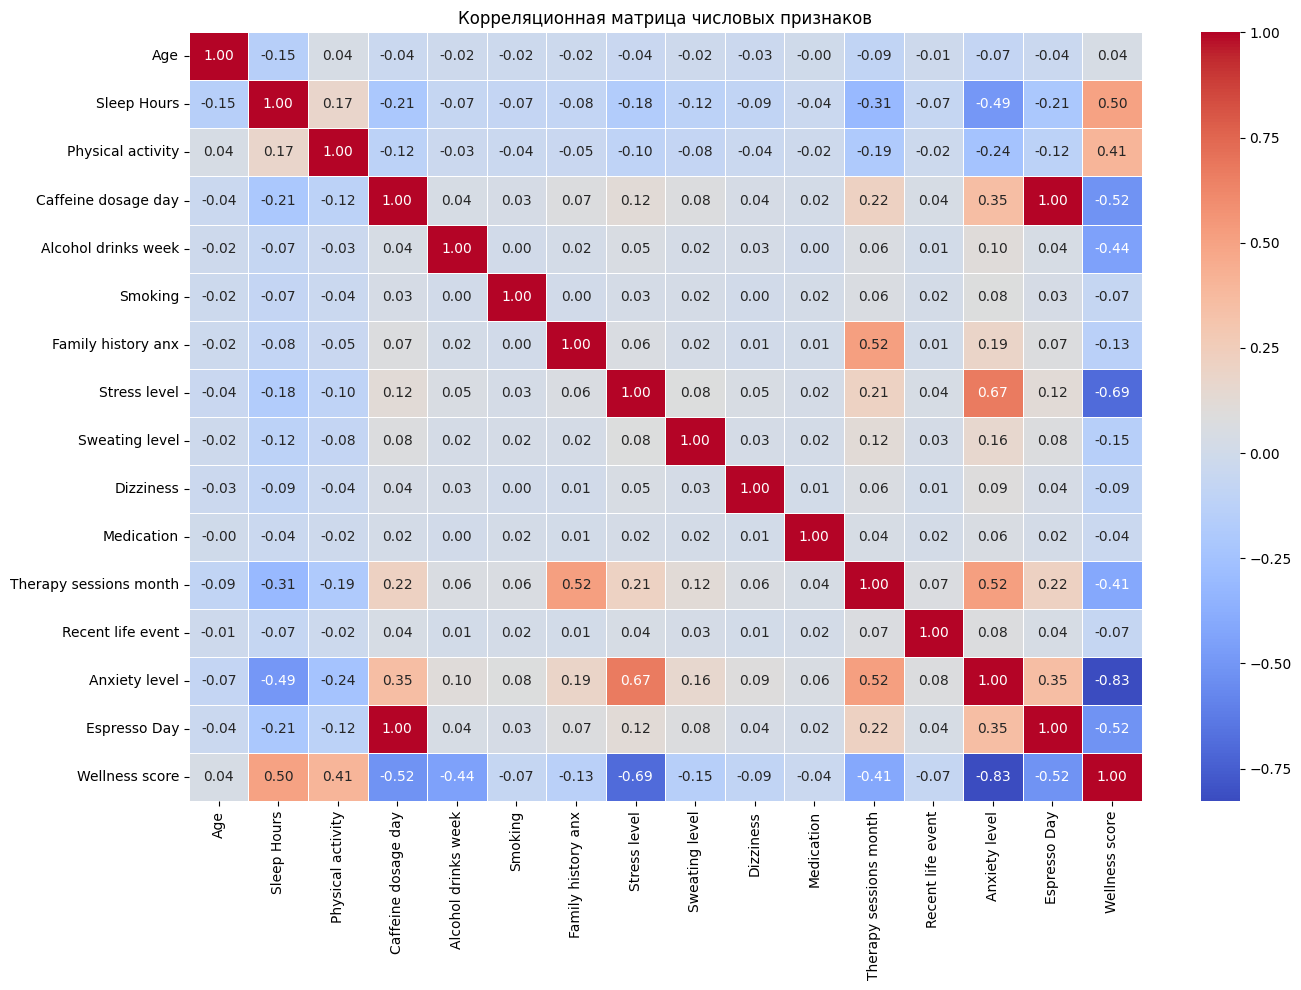 Корреляционная матрица числовых признаков
Age 1.00 -0.15 0.04 -0.04 -0.02 -0.02 -0.02 -0.04 -0.02 -0.03 -0.00 -0.09 -0.01 -0.07 -0.04 0.04
Sleep Hours -0.15 1.00 0.17 -0.21 -0.07 -0.07 -0.08 -0.18 -0.12 -0.09 -0.04 -0.31 -0.07 -0.49 -0.21 0.50
Physical activity 0.04 0.17 1.00 -0.12 -0.03 -0.04 -0.05 -0.10 -0.08 -0.04 -0.02 -0.19 -0.02 -0.24 -0.12 0.41
Caffeine dosage day -0.04 -0.21 -0.12 1.00 0.04 0.03 0.07 0.12 0.08 0.04 0.02 0.22 0.04 0.35 1.00 -0.52
Alcohol drinks week -0.02 -0.07 -0.03 0.04 1.00 0.00 0.02 0.05 0.02 0.03 0.00 0.06 0.01 0.10 0.04 -0.44
Smoking -0.02 -0.07 -0.04 0.03 0.00 1.00 0.00 0.03 0.02 0.00 0.02 0.06 0.02 0.08 0.03 -0.07
Family history anx -0.02 -0.08 -0.05 0.07 0.02 0.00 1.00 0.06 0.02 0.01 0.01 0.52 0.01 0.19 0.07 -0.13
Stress level -0.04 -0.18 -0.10 0.12 0.05 0.03 0.06 1.00 0.08 0.05 0.02 0.21 0.04 0.67 0.12 -0.69
Sweating level -0.02 -0.12 -0.08 0.08 0.02 0.02 0.02 0.08 1.00 0.03 0.02 0.12 0.03 0.16 0.08 -0.15
Dizziness -0.03 -0.09 -0.04 0.04 0.03 0.00 0.01 0.05 0.03 1.00 0.01 0.06 0.01 0.09 0.04 -0.09
Medication -0.00 -0.04 -0.02 0.02 0.00 0.02 0.01 0.02 0.02 0.01 1.00 0.04 0.02 0.06 0.02 -0.04
Therapy sessions month -0.09 -0.31 -0.19 0.22 0.06 0.06 0.52 0.21 0.12 0.06 0.04 1.00 0.07 0.52 0.22 -0.41
Recent life event -0.01 -0.07 -0.02 0.04 0.01 0.02 0.01 0.04 0.03 0.01 0.02 0.07 1.00 0.08 0.04 -0.07
Anxiety level -0.07 -0.49 -0.24 0.35 0.10 0.08 0.19 0.67 0.16 0.09 0.06 0.52 0.08 1.00 0.35 -0.83
Espresso Day -0.04 -0.21 -0.12 1.00 0.04 0.03 0.07 0.12 0.08 0.04 0.02 0.22 0.04 0.35 1.00 -0.52
Wellness score 0.04 0.50 0.41 -0.52 -0.44 -0.07 -0.13 -0.69 -0.15 -0.09 -0.04 -0.41 -0.07 -0.83 -0.52 1.00
Age
Sleep Hours
Physical activity
Caffeine dosage day
Alcohol drinks week
Smoking
Family history anx
Stress level
Sweating level
Dizziness
Medication
Therapy sessions month
Recent life event
Anxiety level
Espresso Day
Wellness score
1.00
0.75
0.50
0.25
0.00
−0.25
−0.50
−0.75